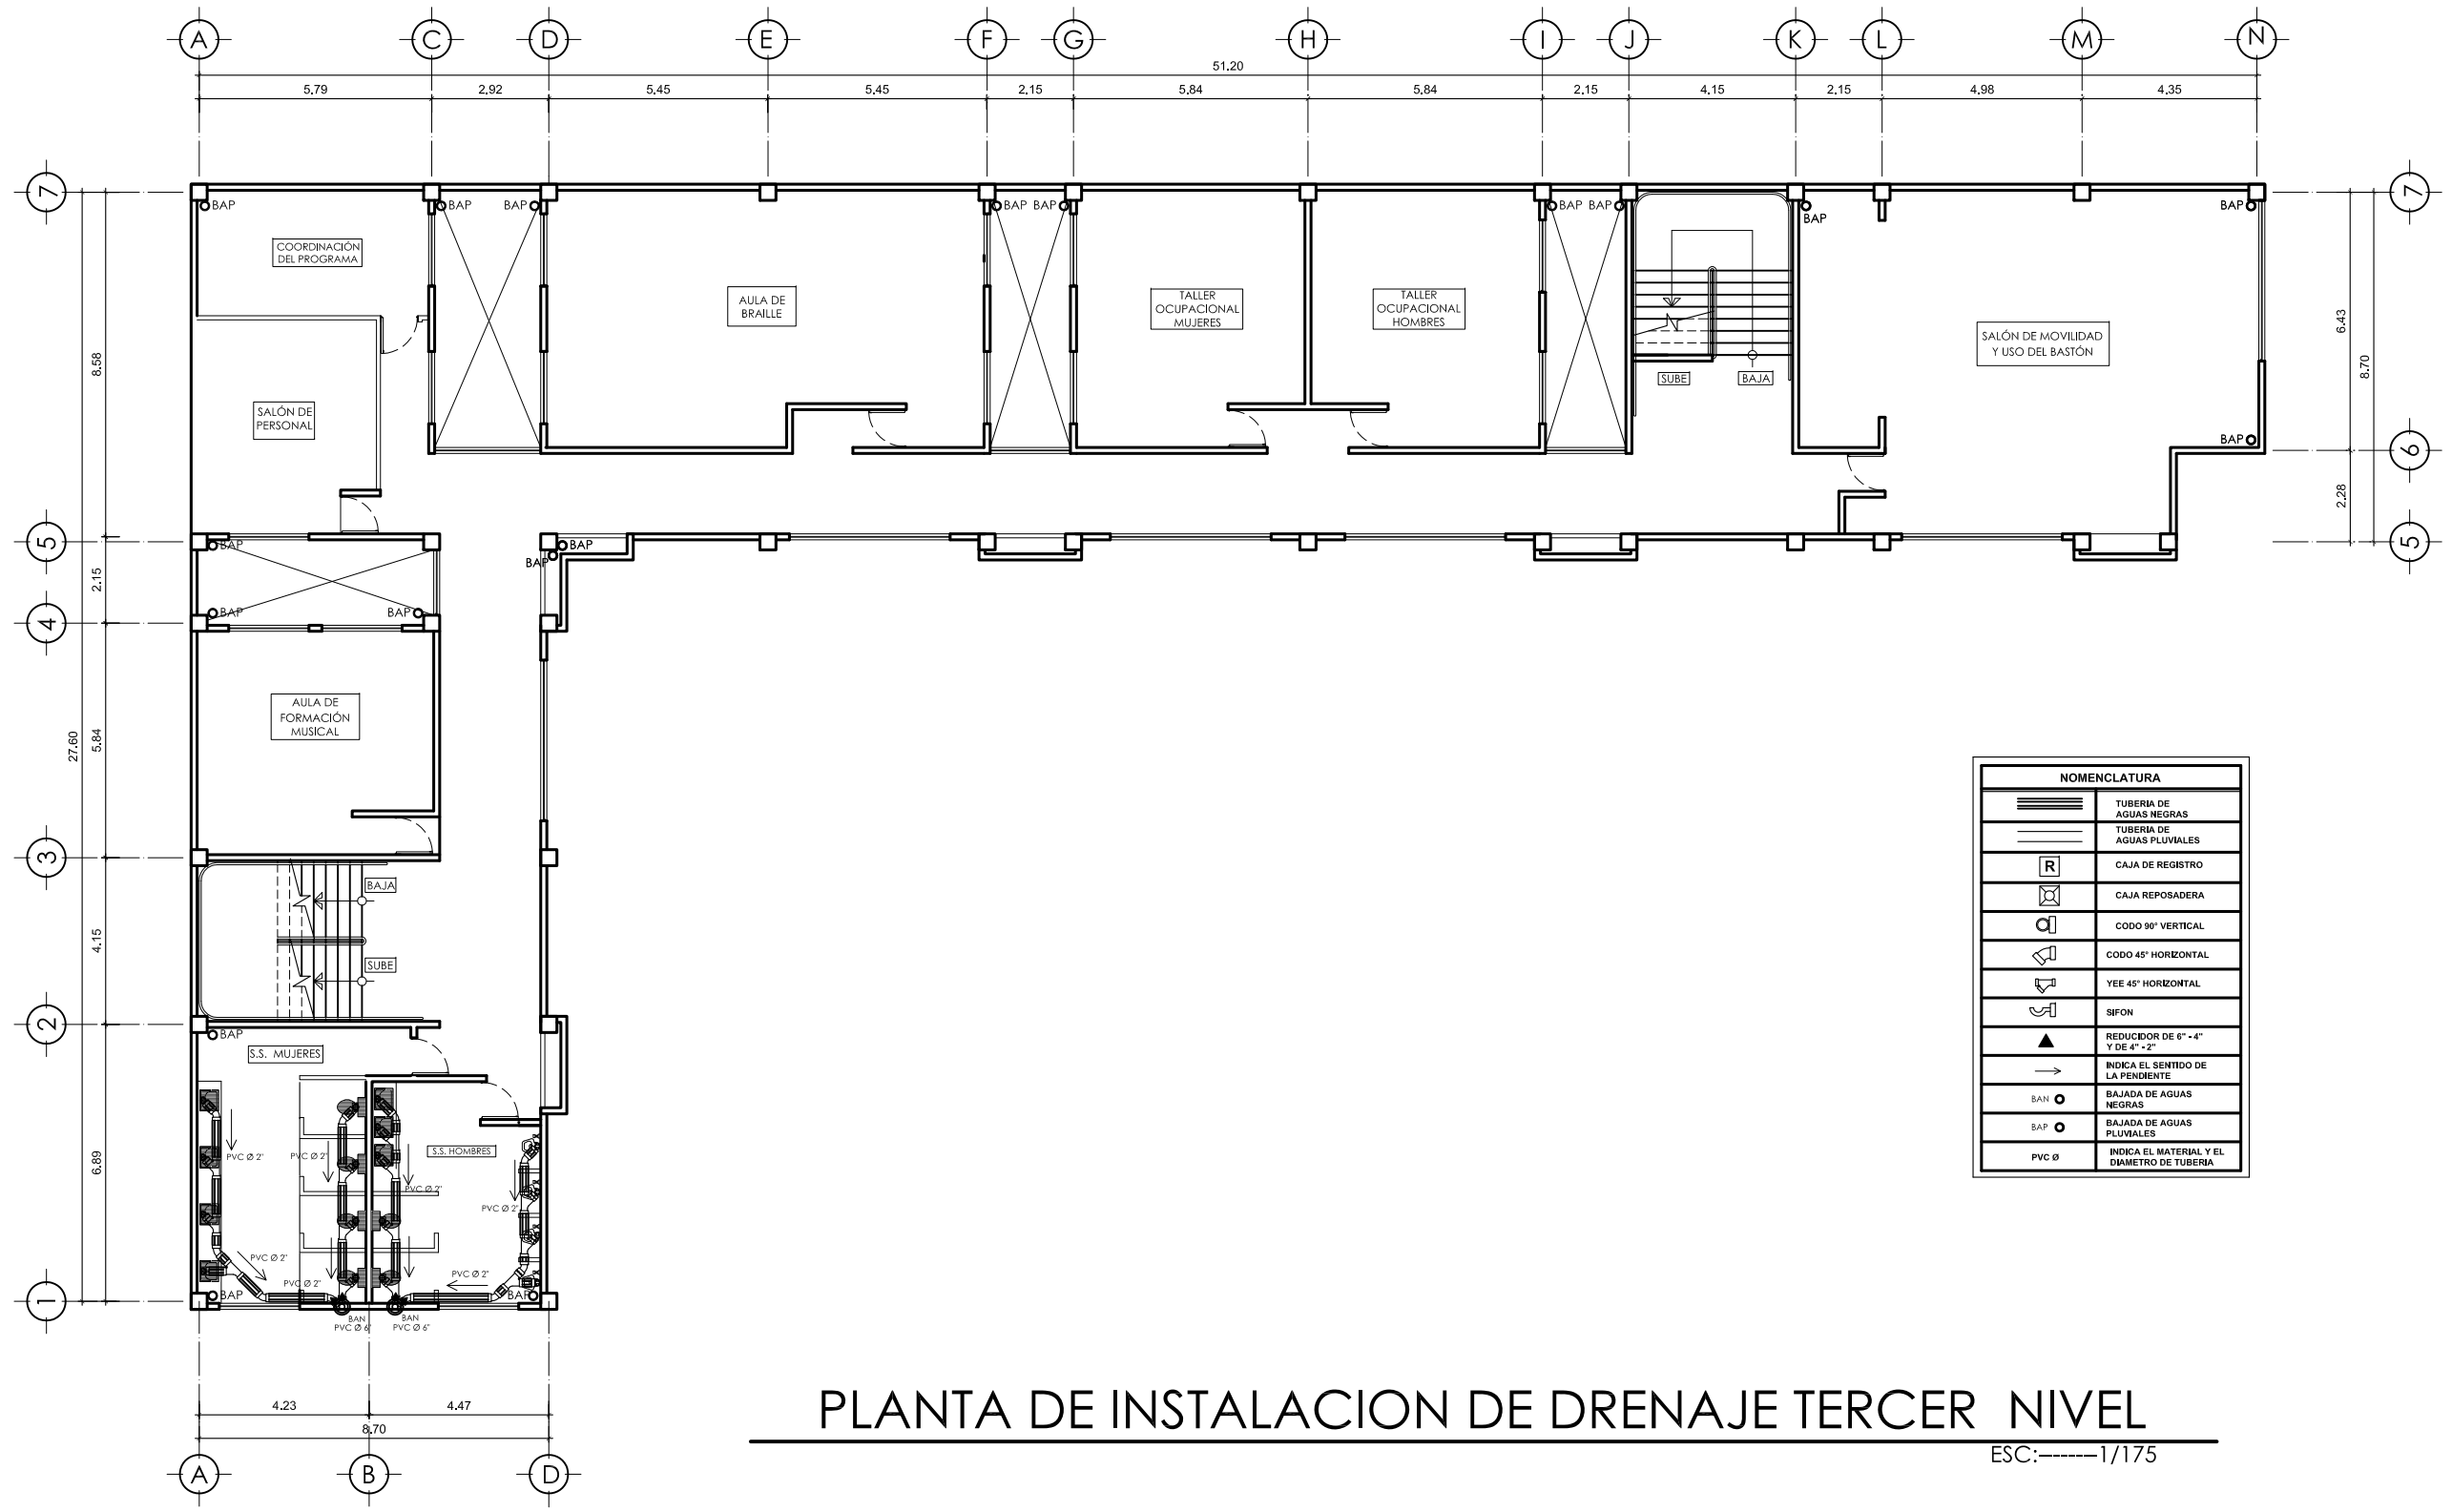 A C D E F G H I J K L M N
51.20
5.79 2.92 5.45 5.45 2.15 5.84 5.84 2.15 4.15 2.15 4.98 4.35
7 7
BAP BAP BAP BAP BAP BAP BAP BAP BAP
COORDINACIÓN
DEL PROGRAMA
AULA DE
BRAILLE
TALLER
OCUPACIONAL
MUJERES
TALLER
OCUPACIONAL
HOMBRES
SALÓN DE MOVILIDAD
Y USO DEL BASTÓN
SUBE BAJA
8.58
6.43
8.70
2.28
SALÓN DE
PERSONAL
BAP
6
5 5
BAP BAP
BAP
2.15
BAP BAP
4
AULA DE
FORMACIÓN
MUSICAL
27.60
5.84
3
BAJA
4.15
SUBE
2
BAP
S.S. MUJERES
S.S. HOMBRES
6.89
PVC Ø 2" PVC Ø 2"
PVC Ø 2"
PVC Ø 2"
PVC Ø 2"
PVC Ø 2" PVC Ø 2"
1
BAP BAP
BAN BAN
PVC Ø 6" PVC Ø 6"
4.23 4.47
8.70
A B D
NOMENCLATURA
TUBERIA DE
AGUAS NEGRAS
TUBERIA DE
AGUAS PLUVIALES
R CAJA DE REGISTRO
CAJA REPOSADERA
CODO 90° VERTICAL
CODO 45° HORIZONTAL
YEE 45° HORIZONTAL
SIFON
REDUCIDOR DE 6" - 4"
Y DE 4" - 2"
INDICA EL SENTIDO DE
LA PENDIENTE
BAN BAJADA DE AGUAS
NEGRAS
BAP BAJADA DE AGUAS
PLUVIALES
PVC Ø INDICA EL MATERIAL Y EL
DIAMETRO DE TUBERIA
PLANTA DE INSTALACION DE DRENAJE TERCER NIVEL
ESC:-------1/175